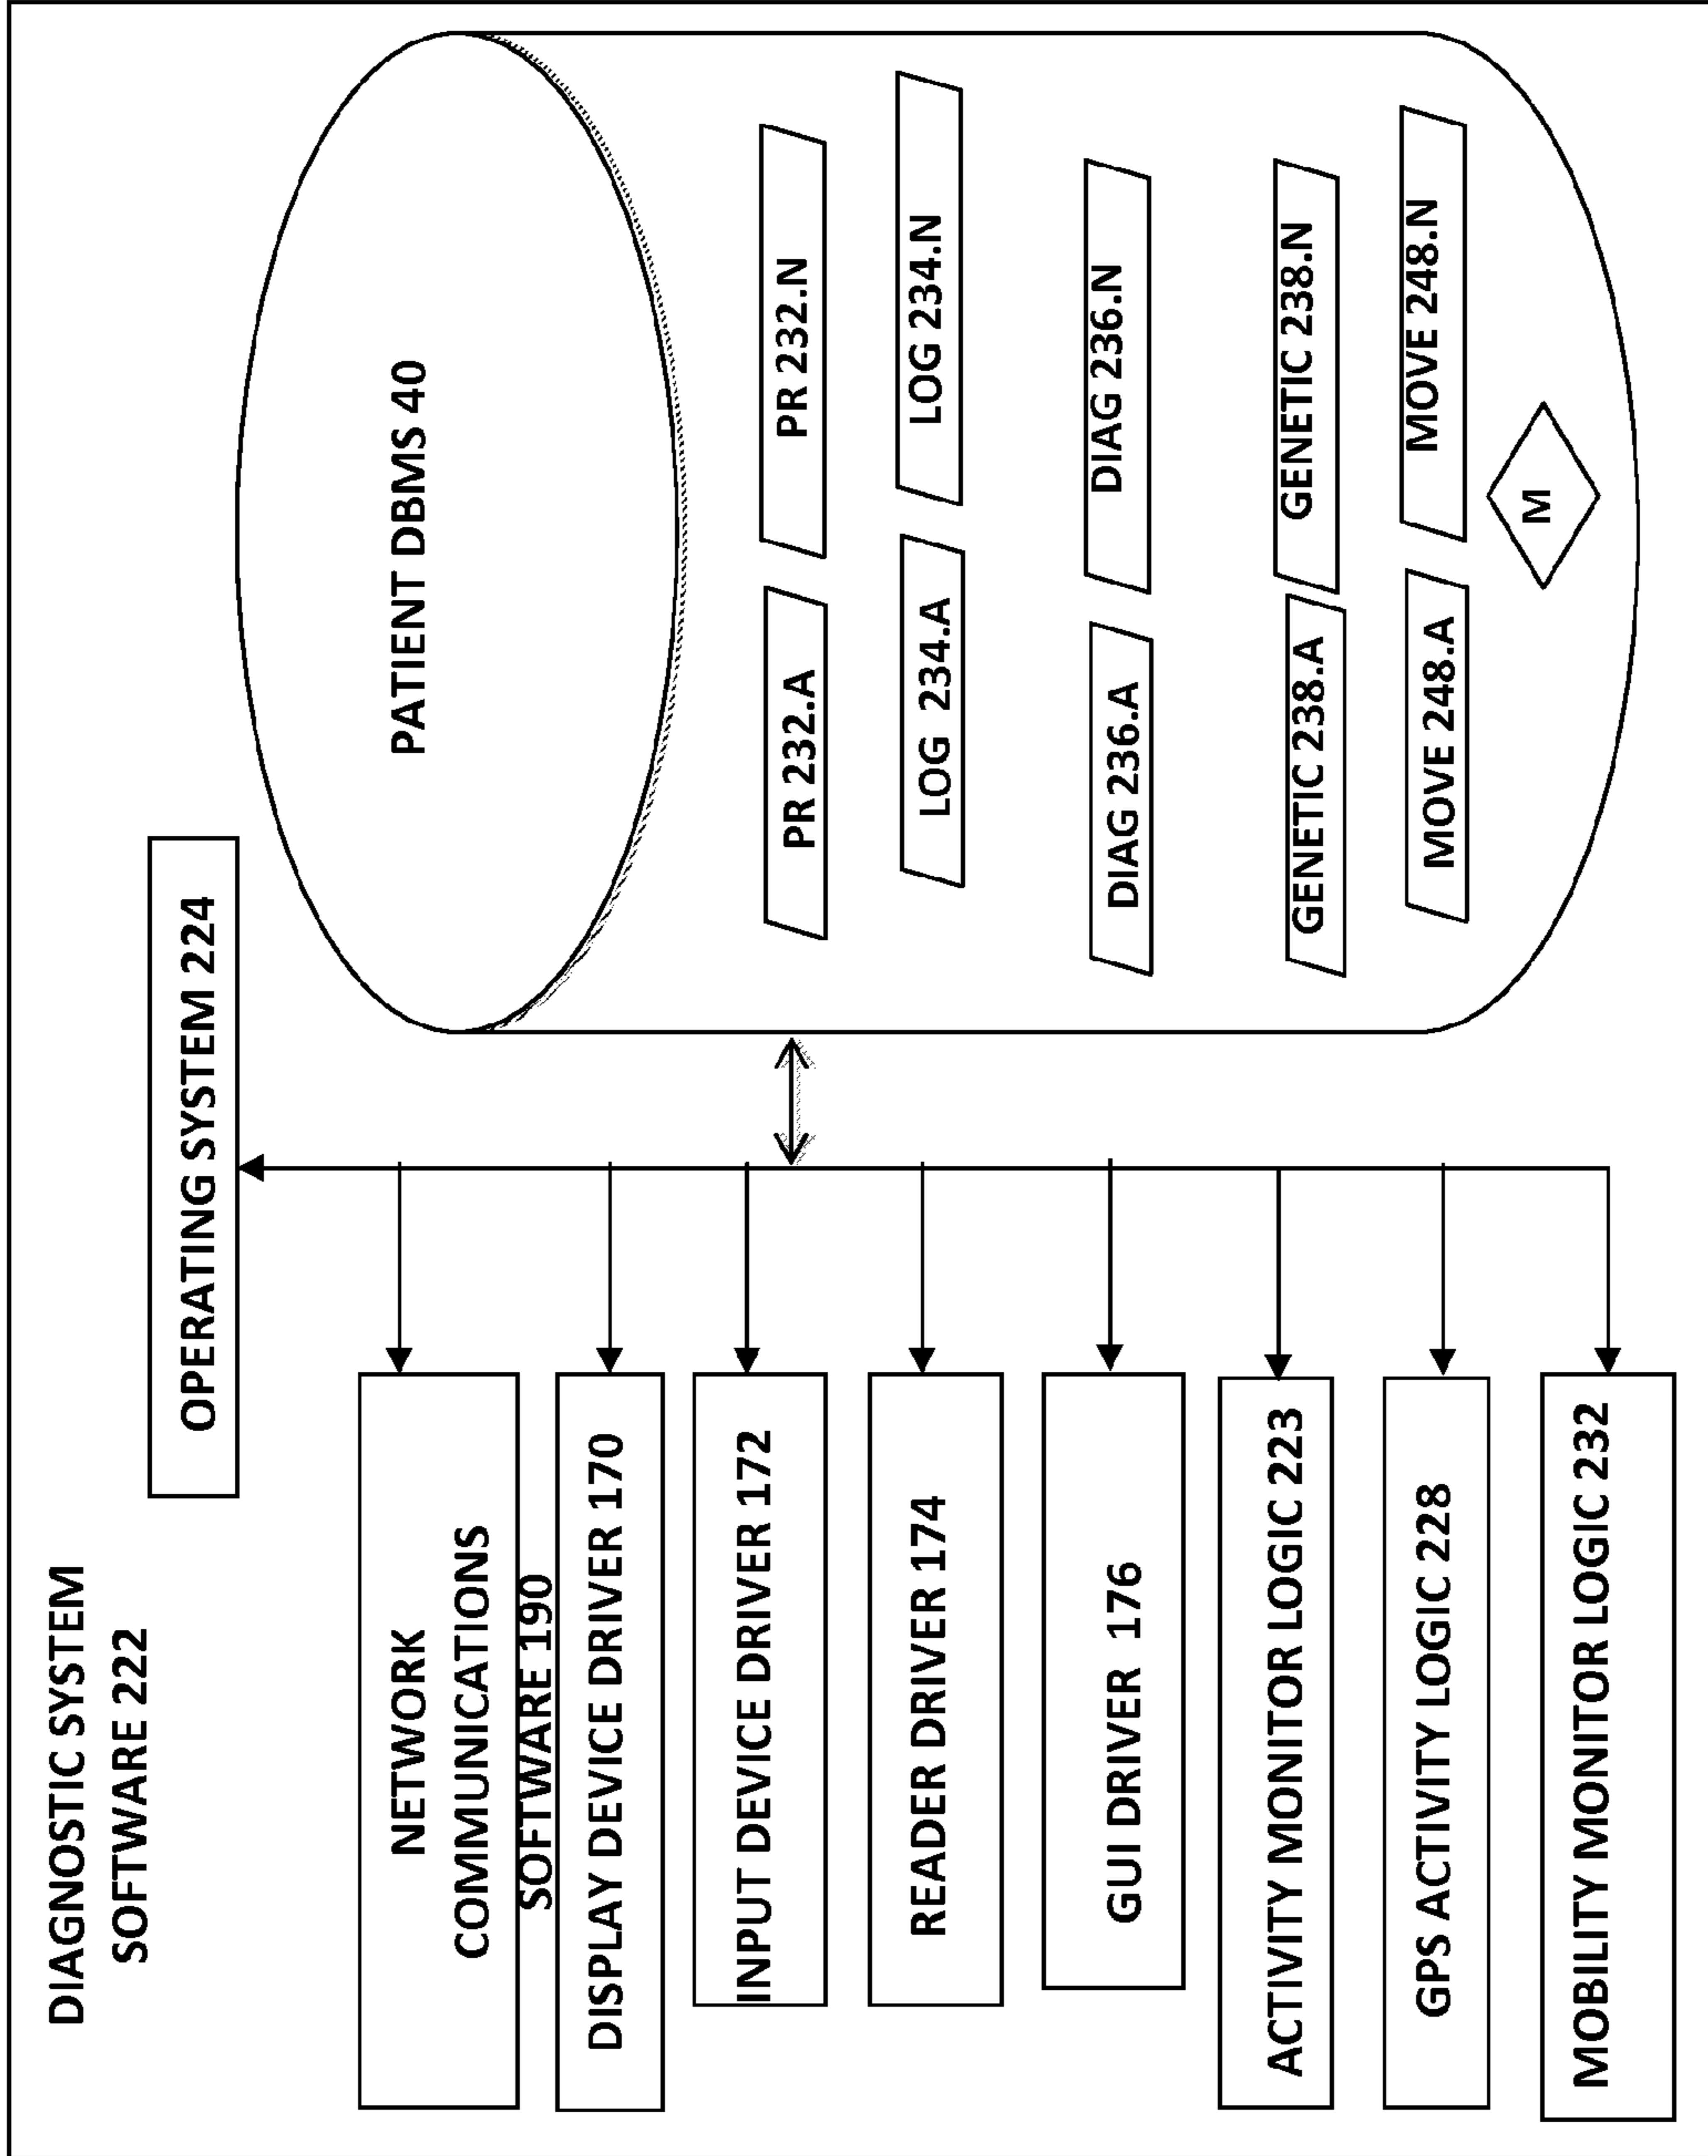 DIAGNOSTIC SYSTEM
SOFTWARE 222
OPERATING SYSTEM 224
NETWORK
COMMUNICATIONS
SOFTWARE 190
DISPLAY DEVICE DRIVER 170
INPUT DEVICE DRIVER 172
READER DRIVER 174
GUI DRIVER 176
ACTIVITY MONITOR LOGIC 223
GPS ACTIVITY LOGIC 228
MOBILITY MONITOR LOGIC 232
PATIENT DBMS 40
PR 232.A
PR 232.N
LOG 234.A
LOG 234.N
DIAG 236.A
DIAG 236.N
GENETIC 238.A
GENETIC 238.N
MOVE 248.A
MOVE 248.N
M